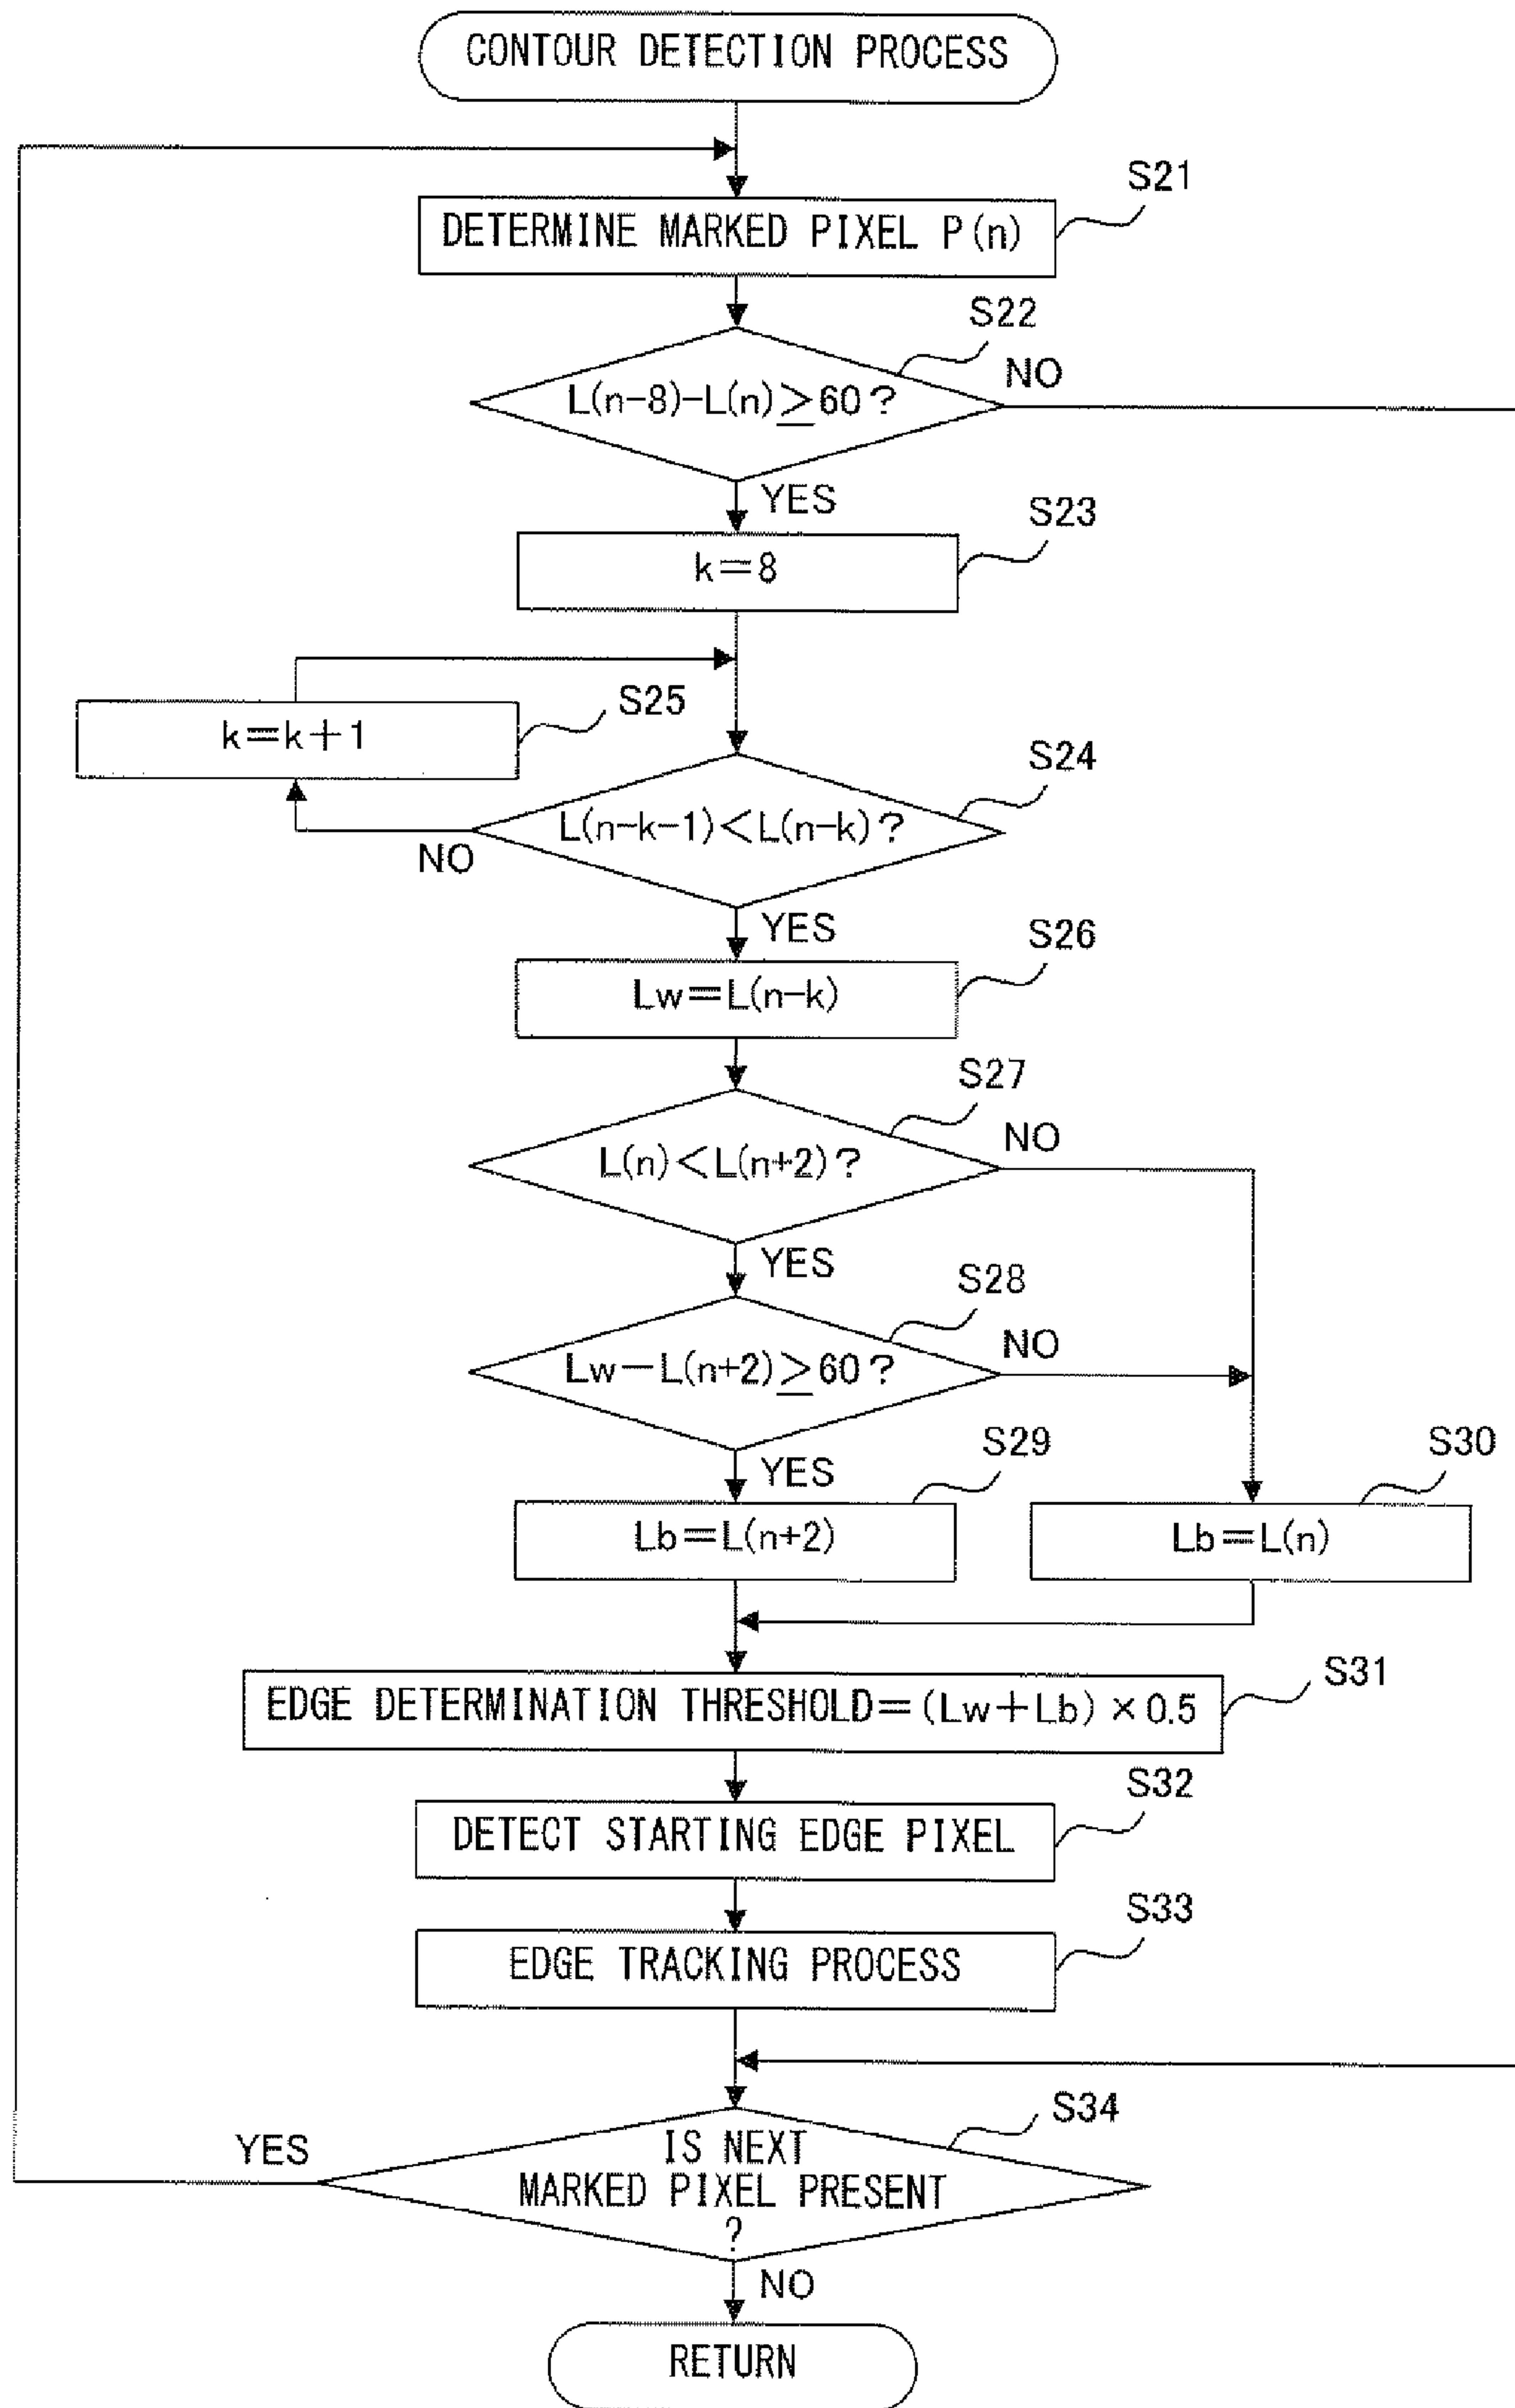 CONTOUR DETECTION PROCESS
S21
DETERMINE MARKED PIXEL P(n)
S22
L(n-8)-L(n)≧60?
NO
YES
S23
k=8
S25
k=k+1
S24
L(n-k-1)<L(n-k)?
NO
YES
S26
Lw=L(n-k)
S27
L(n)<L(n+2)?
NO
YES
S28
Lw-L(n+2)≧60?
NO
YES
S29
Lb=L(n+2)
S30
Lb=L(n)
S31
EDGE DETERMINATION THRESHOLD=(Lw+Lb)×0.5
S32
DETECT STARTING EDGE PIXEL
S33
EDGE TRACKING PROCESS
S34
YES
IS NEXT
MARKED PIXEL PRESENT
?
NO
RETURN